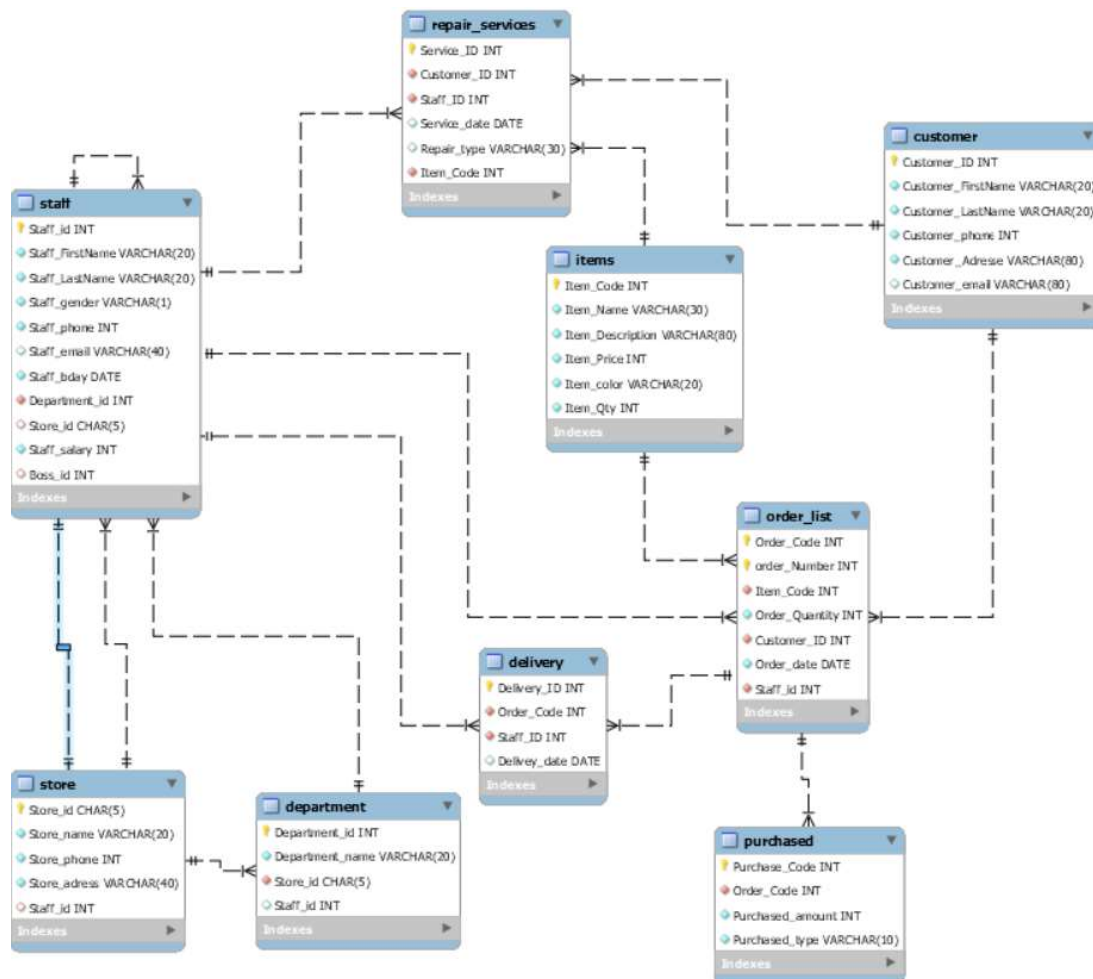 repair_services
Service_ID INT
Customer_ID INT
Staff_ID INT
Service_date DATE
Repair_type VARCHAR(30)
Item_Code INT
Indexes
customer
Customer_ID INT
Customer_FirstName VARCHAR(20)
Customer_LastName VARCHAR(20)
Customer_phone INT
Customer_Adresse VARCHAR(80)
Customer_email VARCHAR(80)
Indexes
staff
Staff_id INT
Staff_FirstName VARCHAR(20)
Staff_LastName VARCHAR(20)
Staff_gender VARCHAR(1)
Staff_phone INT
Staff_email VARCHAR(40)
Staff_bday DATE
Department_id INT
Store_id CHAR(5)
Staff_salary INT
Boss_id INT
Indexes
items
Item_Code INT
Item_Name VARCHAR(30)
Item_Description VARCHAR(80)
Item_Price INT
Item_color VARCHAR(20)
Item_Qty INT
Indexes
order_list
Order_Code INT
order_Number INT
Item_Code INT
Order_Quantity INT
Customer_ID INT
Order_date DATE
Staff_id INT
Indexes
delivery
Delivery_ID INT
Order_Code INT
Staff_ID INT
Delivey_date DATE
Indexes
store
Store_id CHAR(5)
Store_name VARCHAR(20)
Store_phone INT
Store_adress VARCHAR(40)
Staff_id INT
Indexes
department
Department_id INT
Department_name VARCHAR(20)
Store_id CHAR(5)
Staff_id INT
Indexes
purchased
Purchase_Code INT
Order_Code INT
Purchased_amount INT
Purchased_type VARCHAR(10)
Indexes